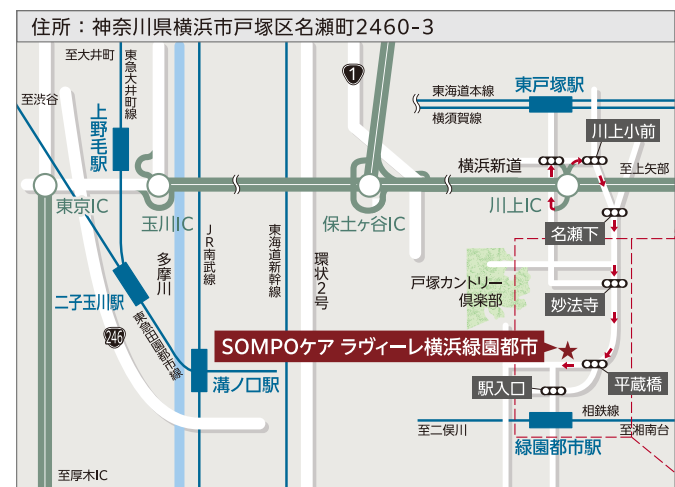 住所：神奈川県横浜市戸塚区名瀬町2460-3
至大井町
東急大井町線
至渋谷
上野毛駅
1
東海道本線
横須賀線
東戸塚駅
川上小前
横浜新道
至上矢部
東京IC
玉川IC
保土ヶ谷IC
川上IC
名瀬下
多摩川
JR南武線
東海道新幹線
環状2号
戸塚カントリー
倶楽部
妙法寺
二子玉川駅
東急田園都市線
246
SOMPOケア ラヴィーレ横浜緑園都市
溝ノ口駅
駅入口
平蔵橋
相鉄線
至二俣川
至湘南台
緑園都市駅
至厚木IC